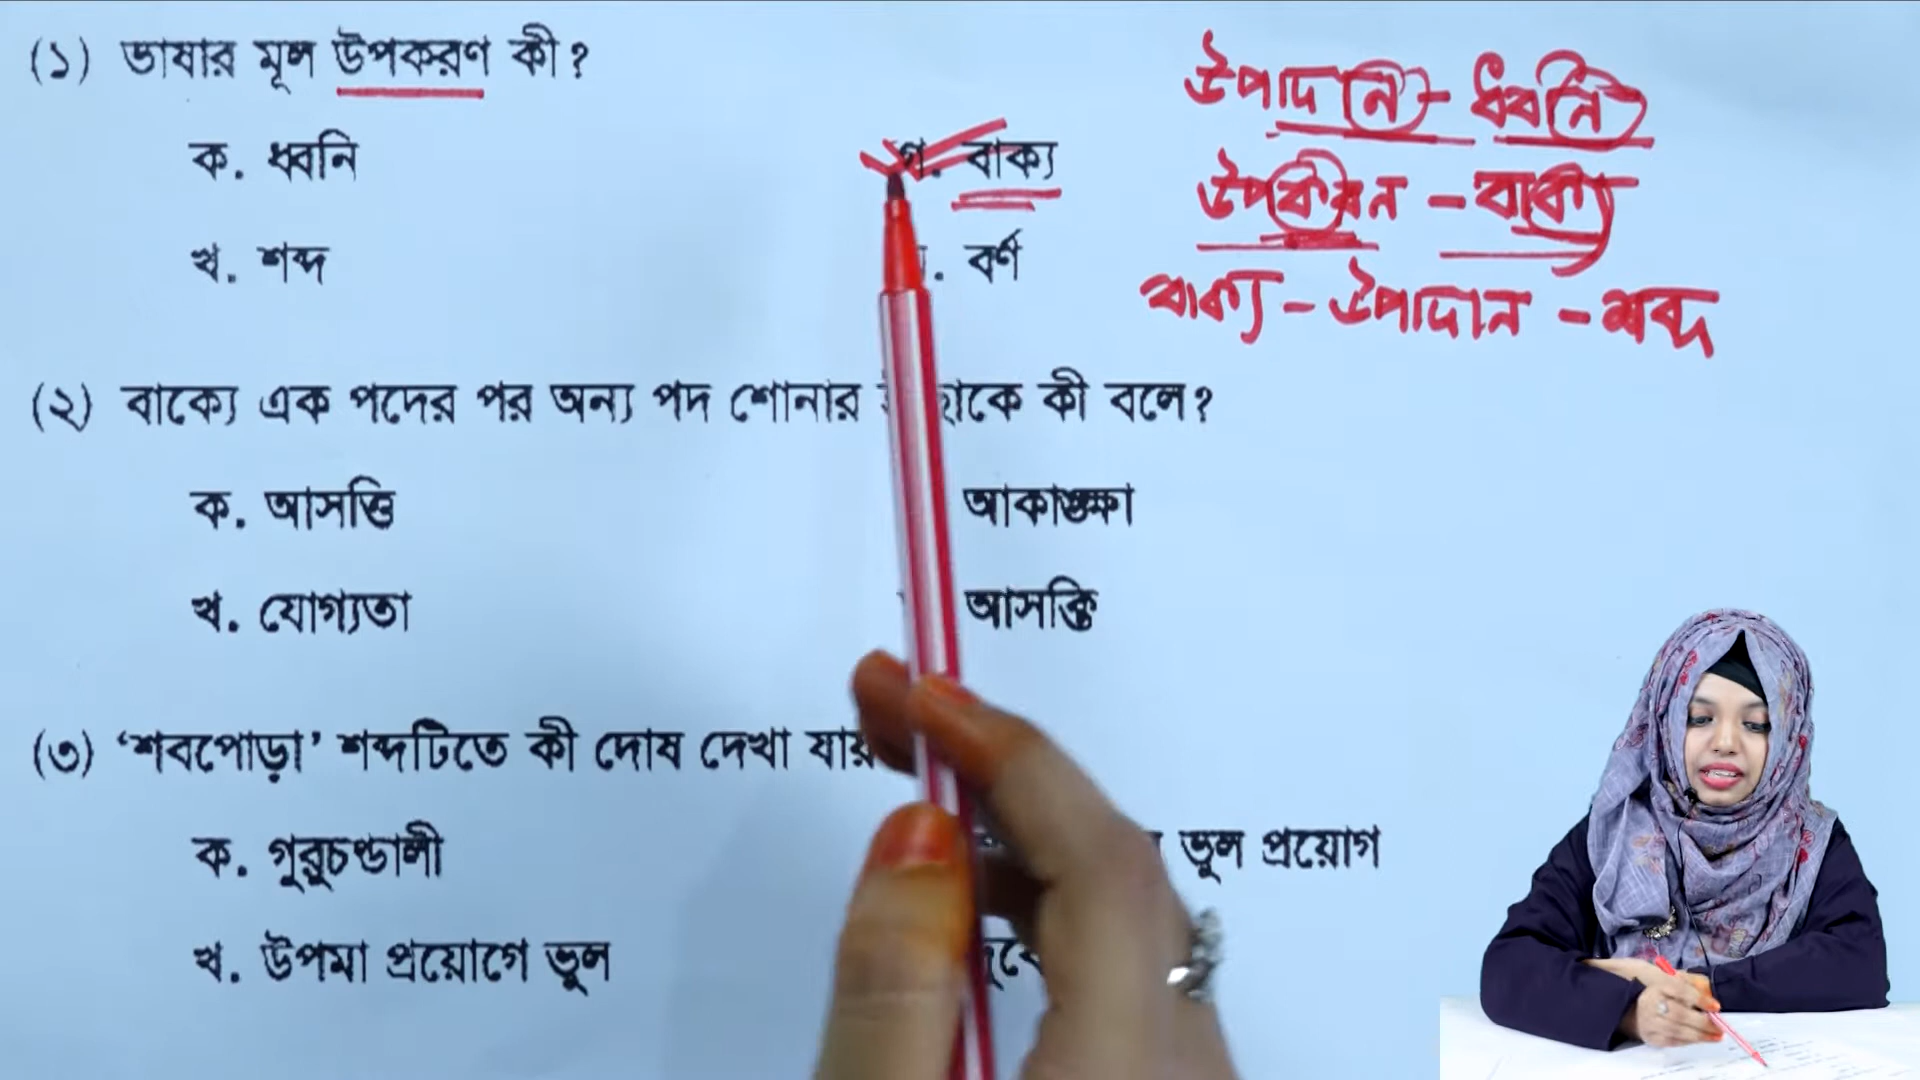 (১) ভাষার মূল উপকরণ কী?
ক. ধ্বনি
গ. বাক্য
খ. শব্দ
. বর্ণ
উপাদান - ধ্বনি
উপকরন - বাক্য
বাক্য - উপাদান - শব্দ
(২) বাক্যে এক পদের পর অন্য পদ শোনার কী বলে?
ক. আসত্তি
আকাঙ্ক্ষা
খ. যোগ্যতা
আসক্তি
(৩) ‘শবপোড়া’ শব্দটিতে কী দোষ দেখা যায়
ক. গুরুচণ্ডালী
ভুল প্রয়োগ
খ. উপমা প্রয়োগে ভুল